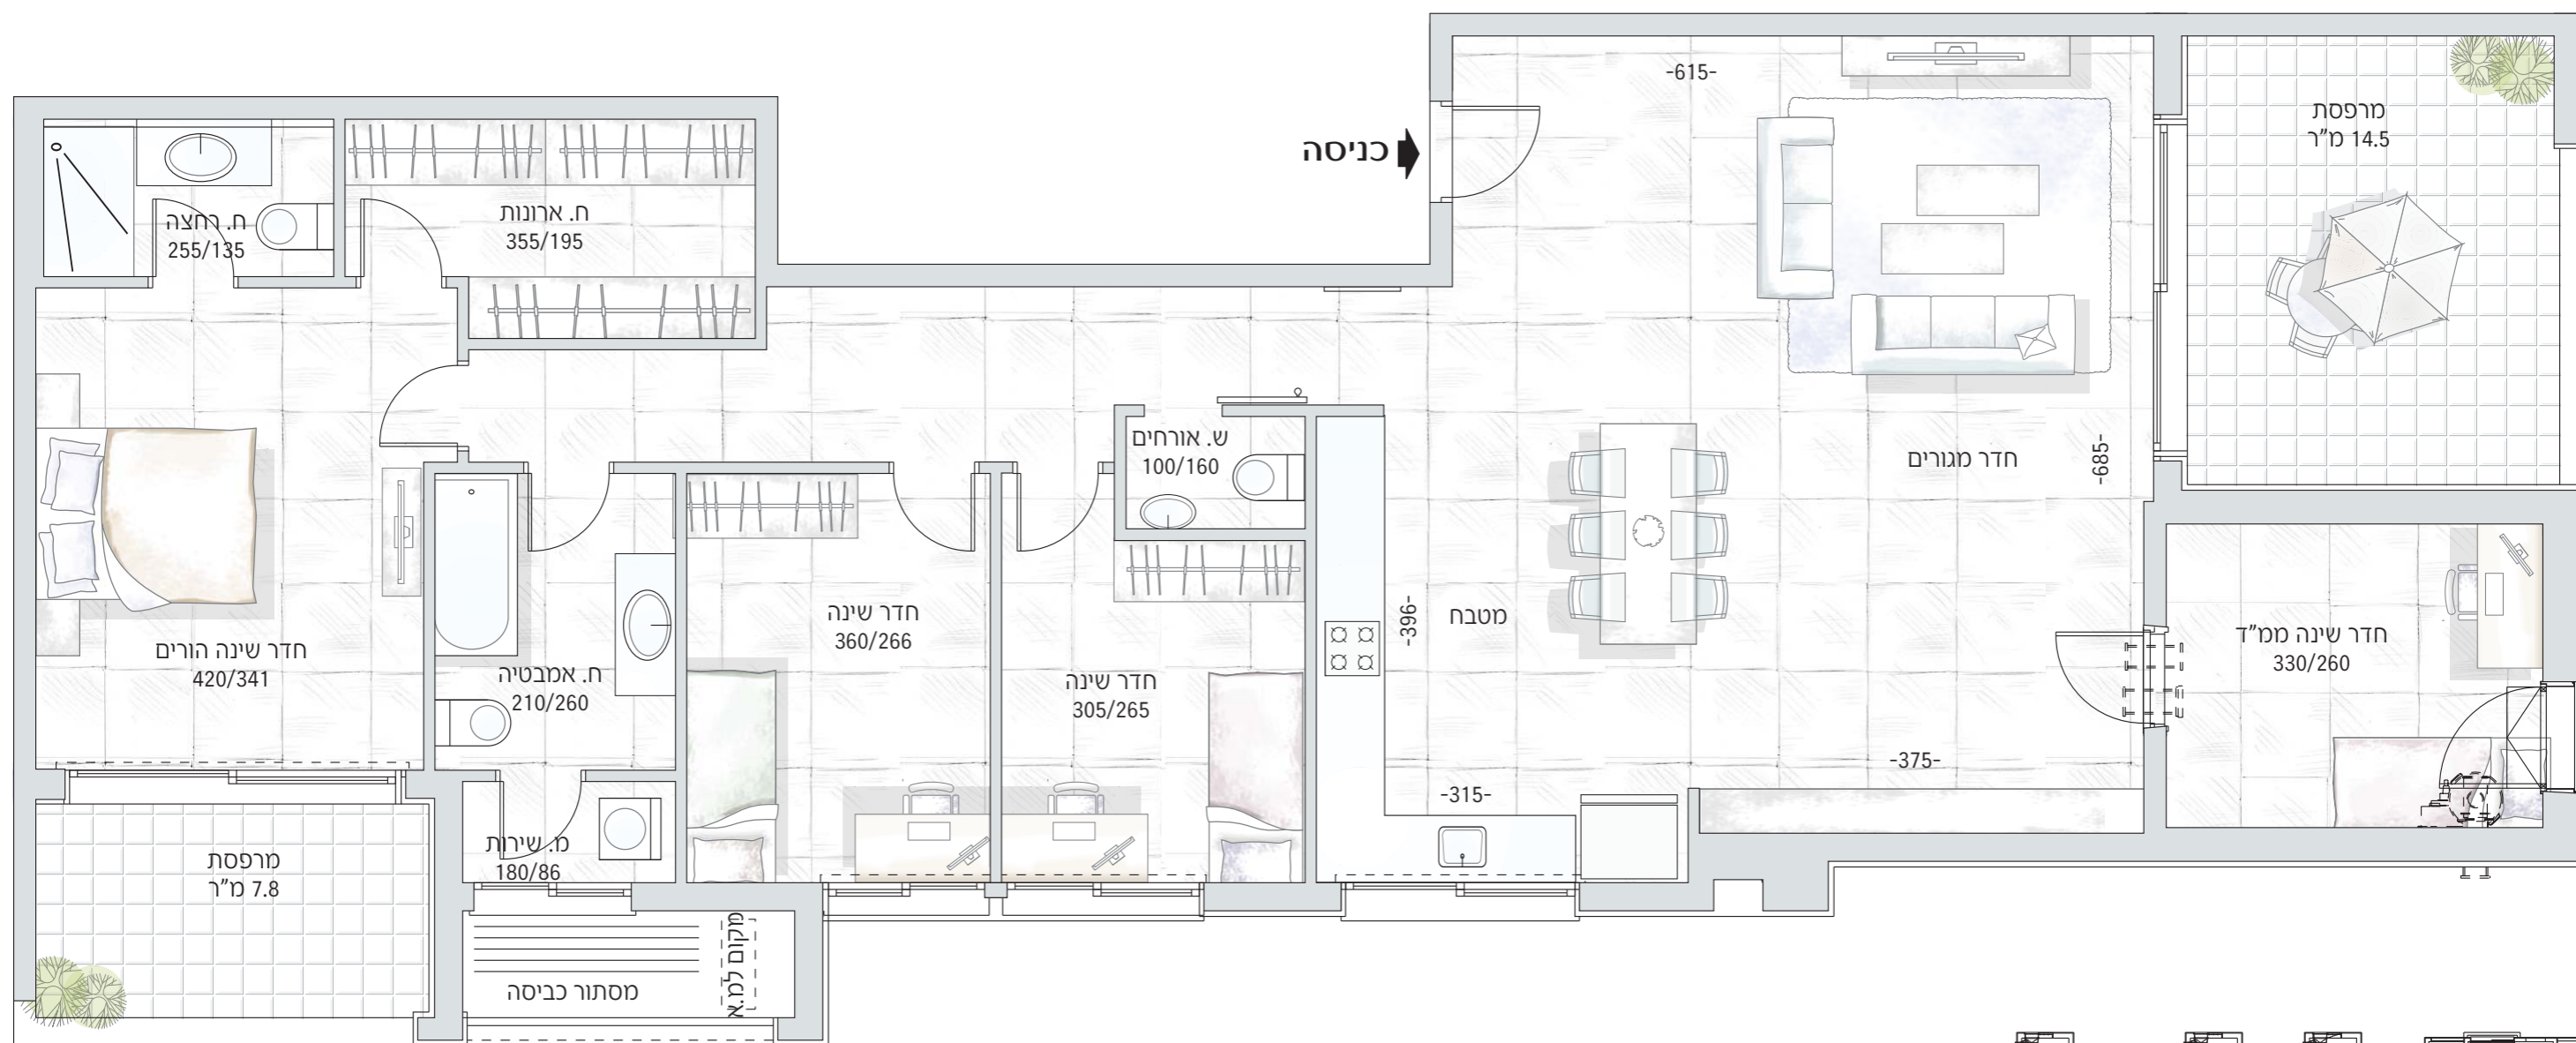 -615-
מרפסת
14.5 מ"ר
כניסה
ח. רחצה
255/135
ח. ארונות
355/195
ש. אורחים
100/160
חדר מגורים
-685-
חדר שינה הורים
420/341
ח. אמבטיה
210/260
חדר שינה
360/266
חדר שינה
305/265
-396-
מטבח
חדר שינה ממ"ד
330/260
-315-
-375-
מ. שירות
180/86
מרפסת
7.8 מ"ר
מסתור כביסה
מקום למ.א